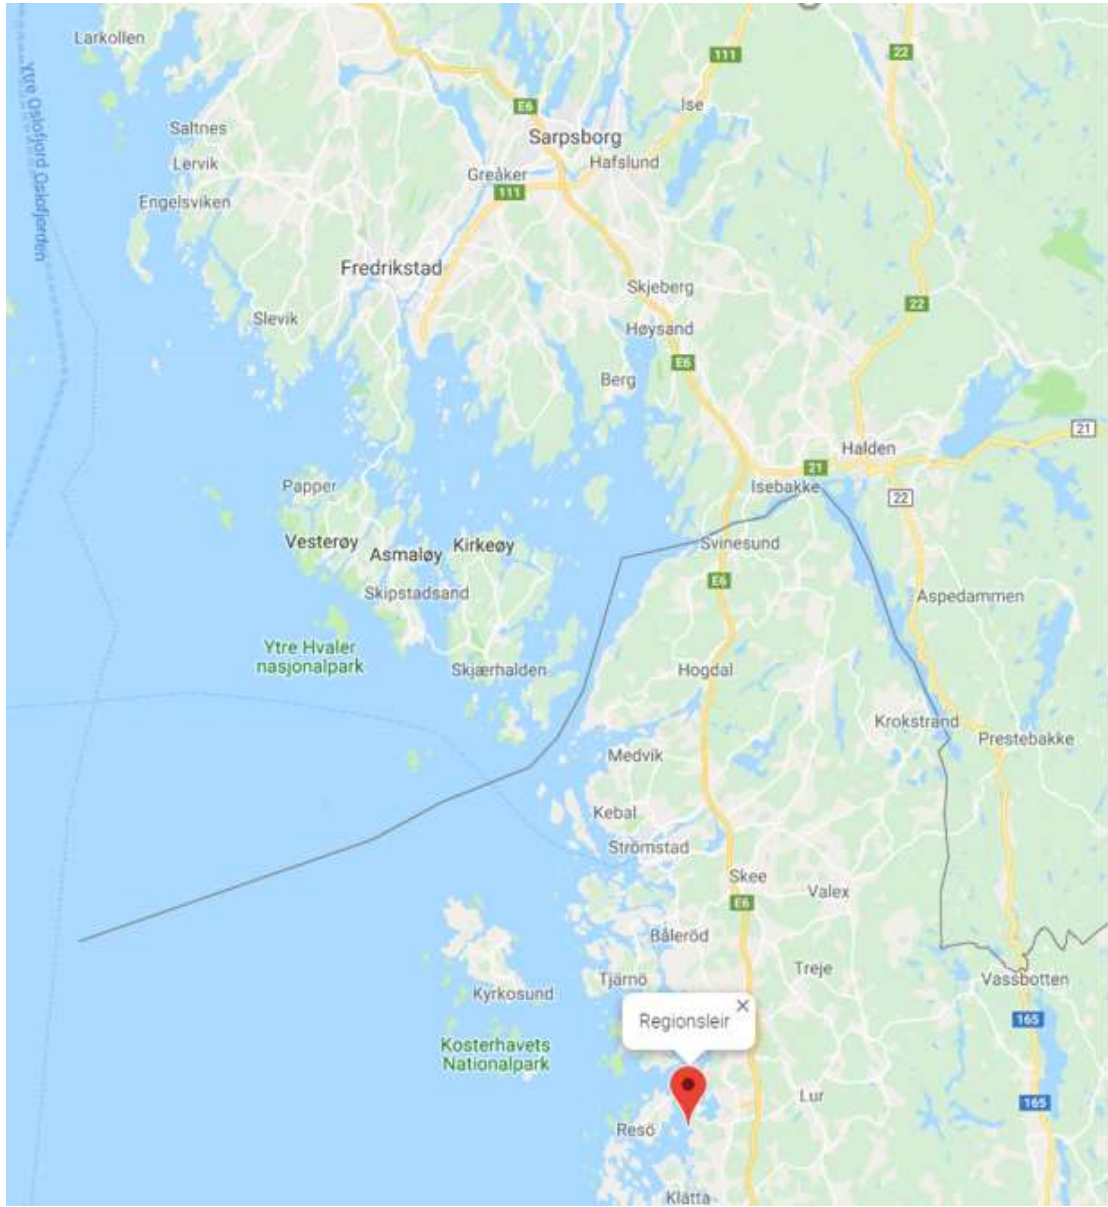 Larkollen
111
22
Ytre Oslofjord Oslofjorden
Ise
E6
Saltnes
Sarpsborg
Lervik
Hafslund
Greåker
111
Engelsviken
Fredrikstad
Skjeberg
22
Slevik
Høysand
E6
Berg
21
Halden
21
Papper
Isebakke
22
Vesterøy
Asmaløy
Kirkeøy
Svinesund
E6
Skipstadsand
Aspedammen
Ytre Hvaler
nasjonalpark
Skjærhalden
Hogdal
Krokstrand
Prestebakke
Medvik
Kebal
Strömstad
Skee
Valex
E6
Båleröd
Treje
Tjärnö
Vassbotten
Kyrkosund
Regionsleir
165
Kosterhavets
Nationalpark
Lur
165
Resö
Klätta